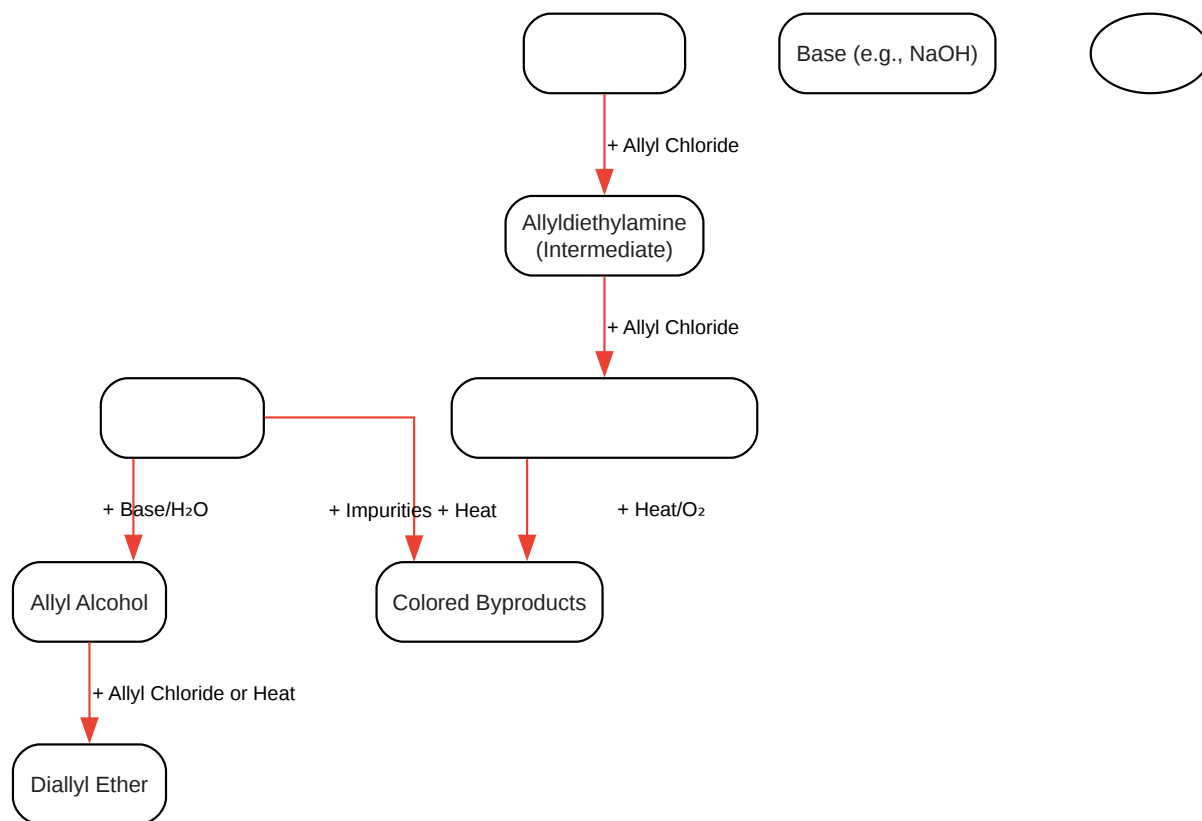 Base (e.g., NaOH)
+ Allyl Chloride
Allyldiethylamine
(Intermediate)
+ Allyl Chloride
+ Base/H₂O
+ Impurities + Heat
+ Heat/O₂
Allyl Alcohol
Colored Byproducts
+ Allyl Chloride or Heat
Diallyl Ether